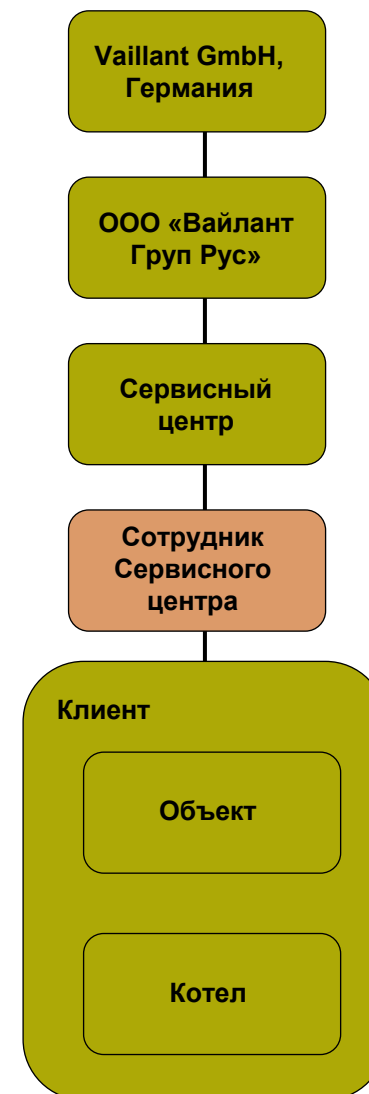 Vaillant GmbH,
Германия
ООО «Вайлант
Груп Рус»
Сервисный
центр
Сотрудник
Сервисного
центра
Клиент
Объект
Котел